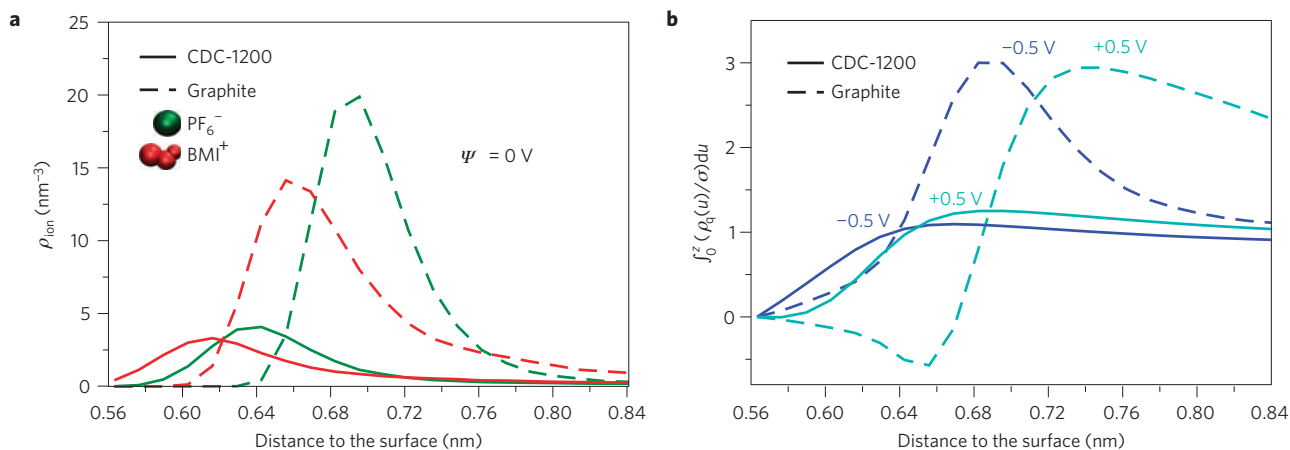 a
25
20
15
10
5
0
ρion (nm⁻³)
CDC-1200
Graphite
PF₆⁻
BMI⁺
Ψ = 0 V
0.56 0.60 0.64 0.68 0.72 0.76 0.80 0.84
Distance to the surface (nm)
b
3
2
1
0
∫₀ᶻ (ρq(u)/σ)du
CDC-1200
Graphite
−0.5 V
+0.5 V
+0.5 V
−0.5 V
0.56 0.60 0.64 0.68 0.72 0.76 0.80 0.84
Distance to the surface (nm)